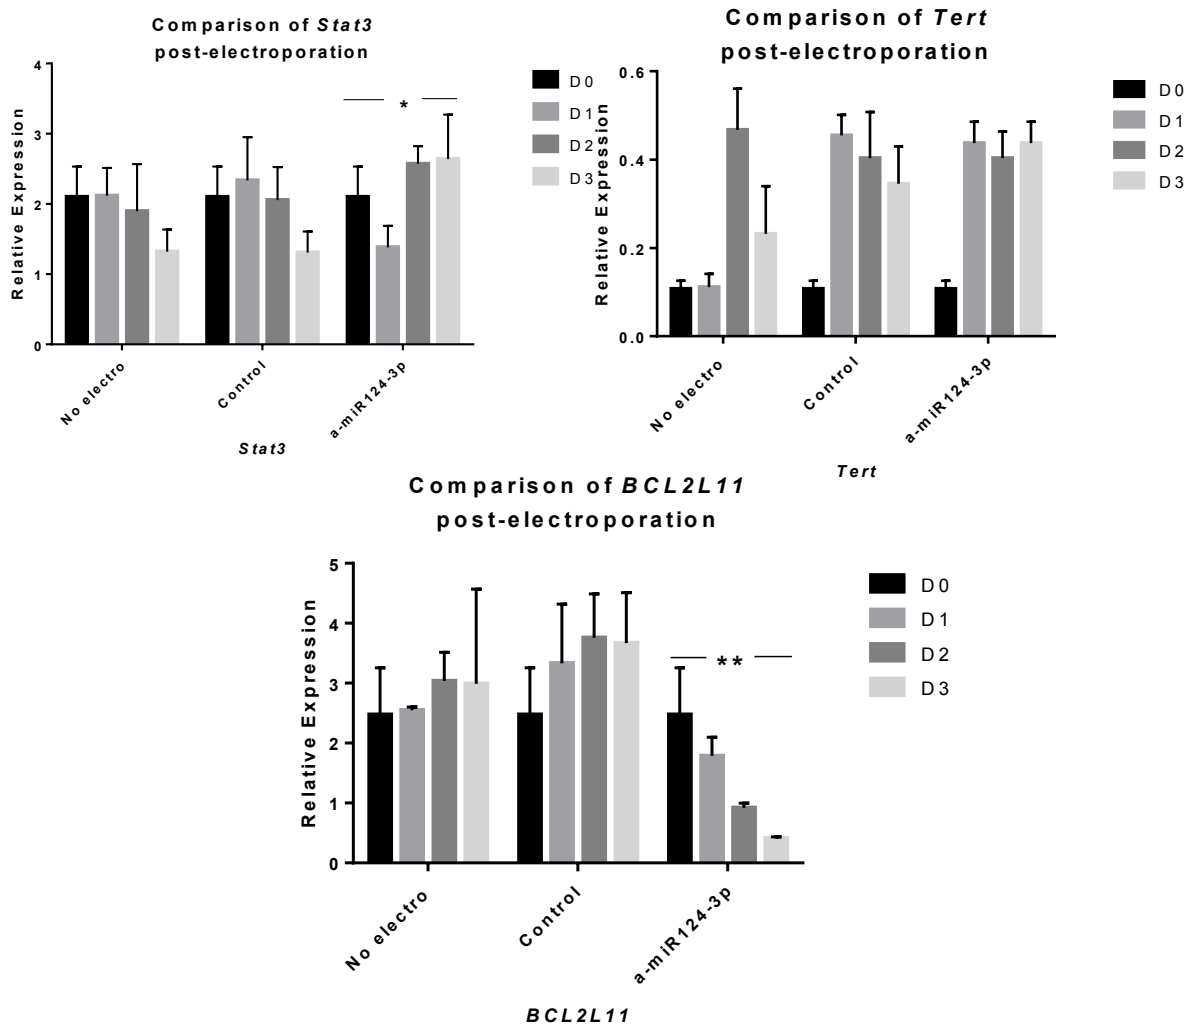 Comparison of Stat3
post-electroporation
4
3
2
1
0
Relative Expression
*
D0
D1
D2
D3
No electro
Control
a-miR124-3p
Stat3
Comparison of Tert
post-electroporation
0.6
0.4
0.2
0.0
Relative Expression
D0
D1
D2
D3
No electro
Control
a-miR124-3p
Tert
Comparison of BCL2L11
post-electroporation
5
4
3
2
1
0
Relative Expression
**
D0
D1
D2
D3
No electro
Control
a-miR124-3p
BCL2L11